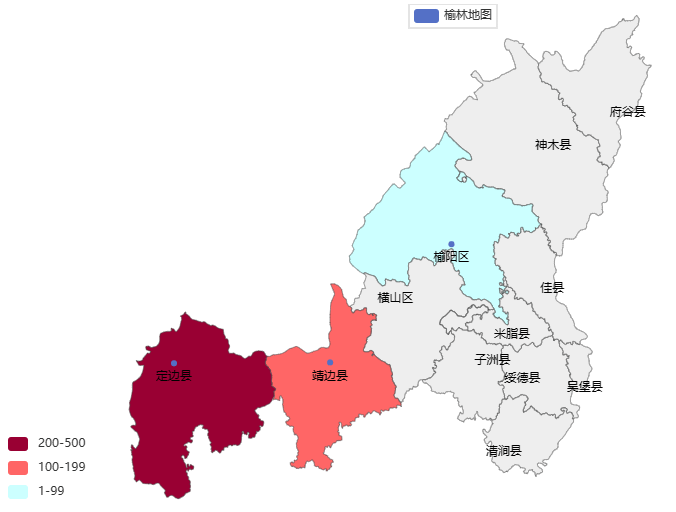 榆林地图
府谷县
神木县
榆阳区
佳县
横山区
米脂县
子洲县
定边县
靖边县
绥德县
吴堡县
清涧县
200-500
100-199
1-99